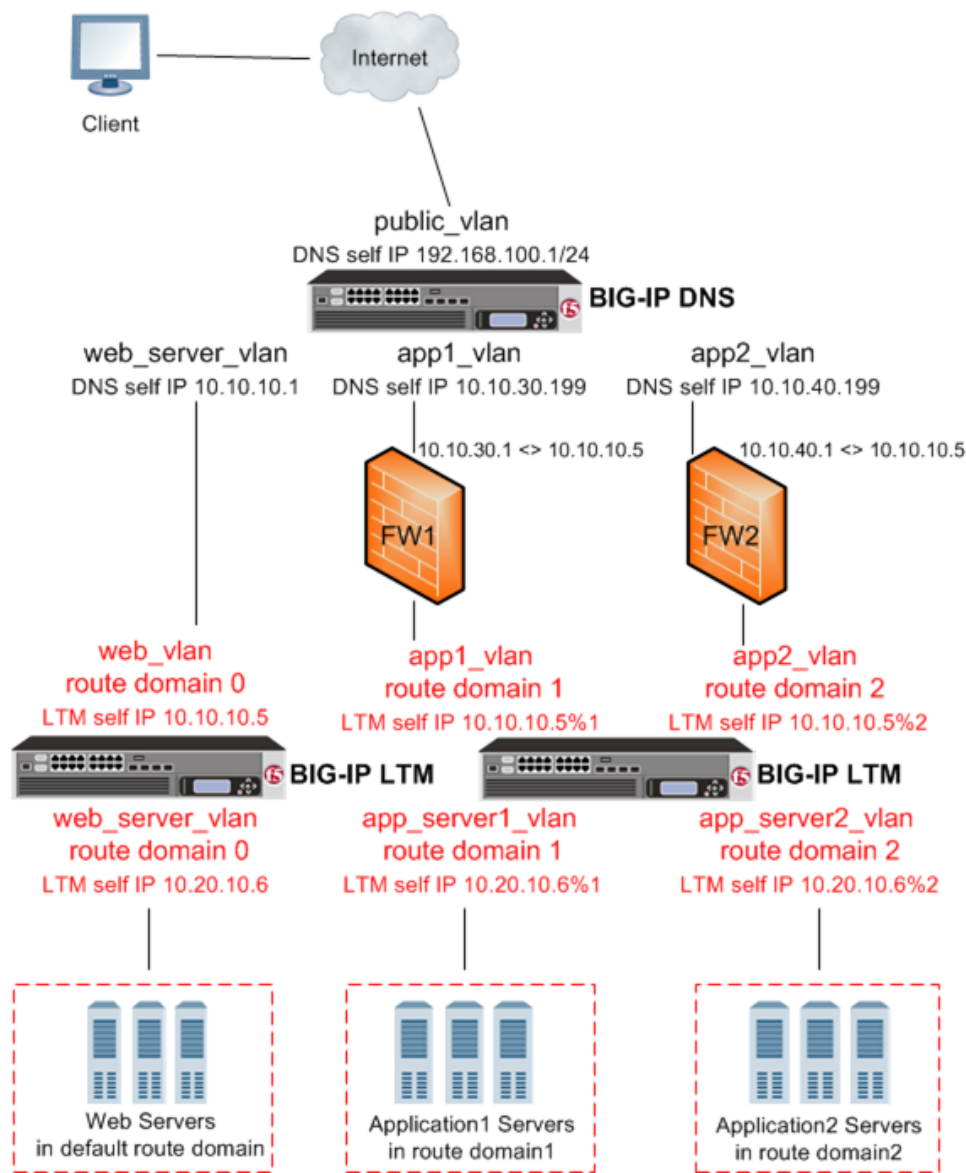 Internet
Client
public_vlan
DNS self IP 192.168.100.1/24
f5
BIG-IP DNS
web_server_vlan
DNS self IP 10.10.10.1
app1_vlan
DNS self IP 10.10.30.199
app2_vlan
DNS self IP 10.10.40.199
10.10.30.1 <> 10.10.10.5
10.10.40.1 <> 10.10.10.5
FW1
FW2
web_vlan
route domain 0
LTM self IP 10.10.10.5
app1_vlan
route domain 1
LTM self IP 10.10.10.5%1
app2_vlan
route domain 2
LTM self IP 10.10.10.5%2
f5
BIG-IP LTM
f5
BIG-IP LTM
web_server_vlan
route domain 0
LTM self IP 10.20.10.6
app_server1_vlan
route domain 1
LTM self IP 10.20.10.6%1
app_server2_vlan
route domain 2
LTM self IP 10.20.10.6%2
Web Servers
in default route domain
Application1 Servers
in route domain1
Application2 Servers
in route domain2